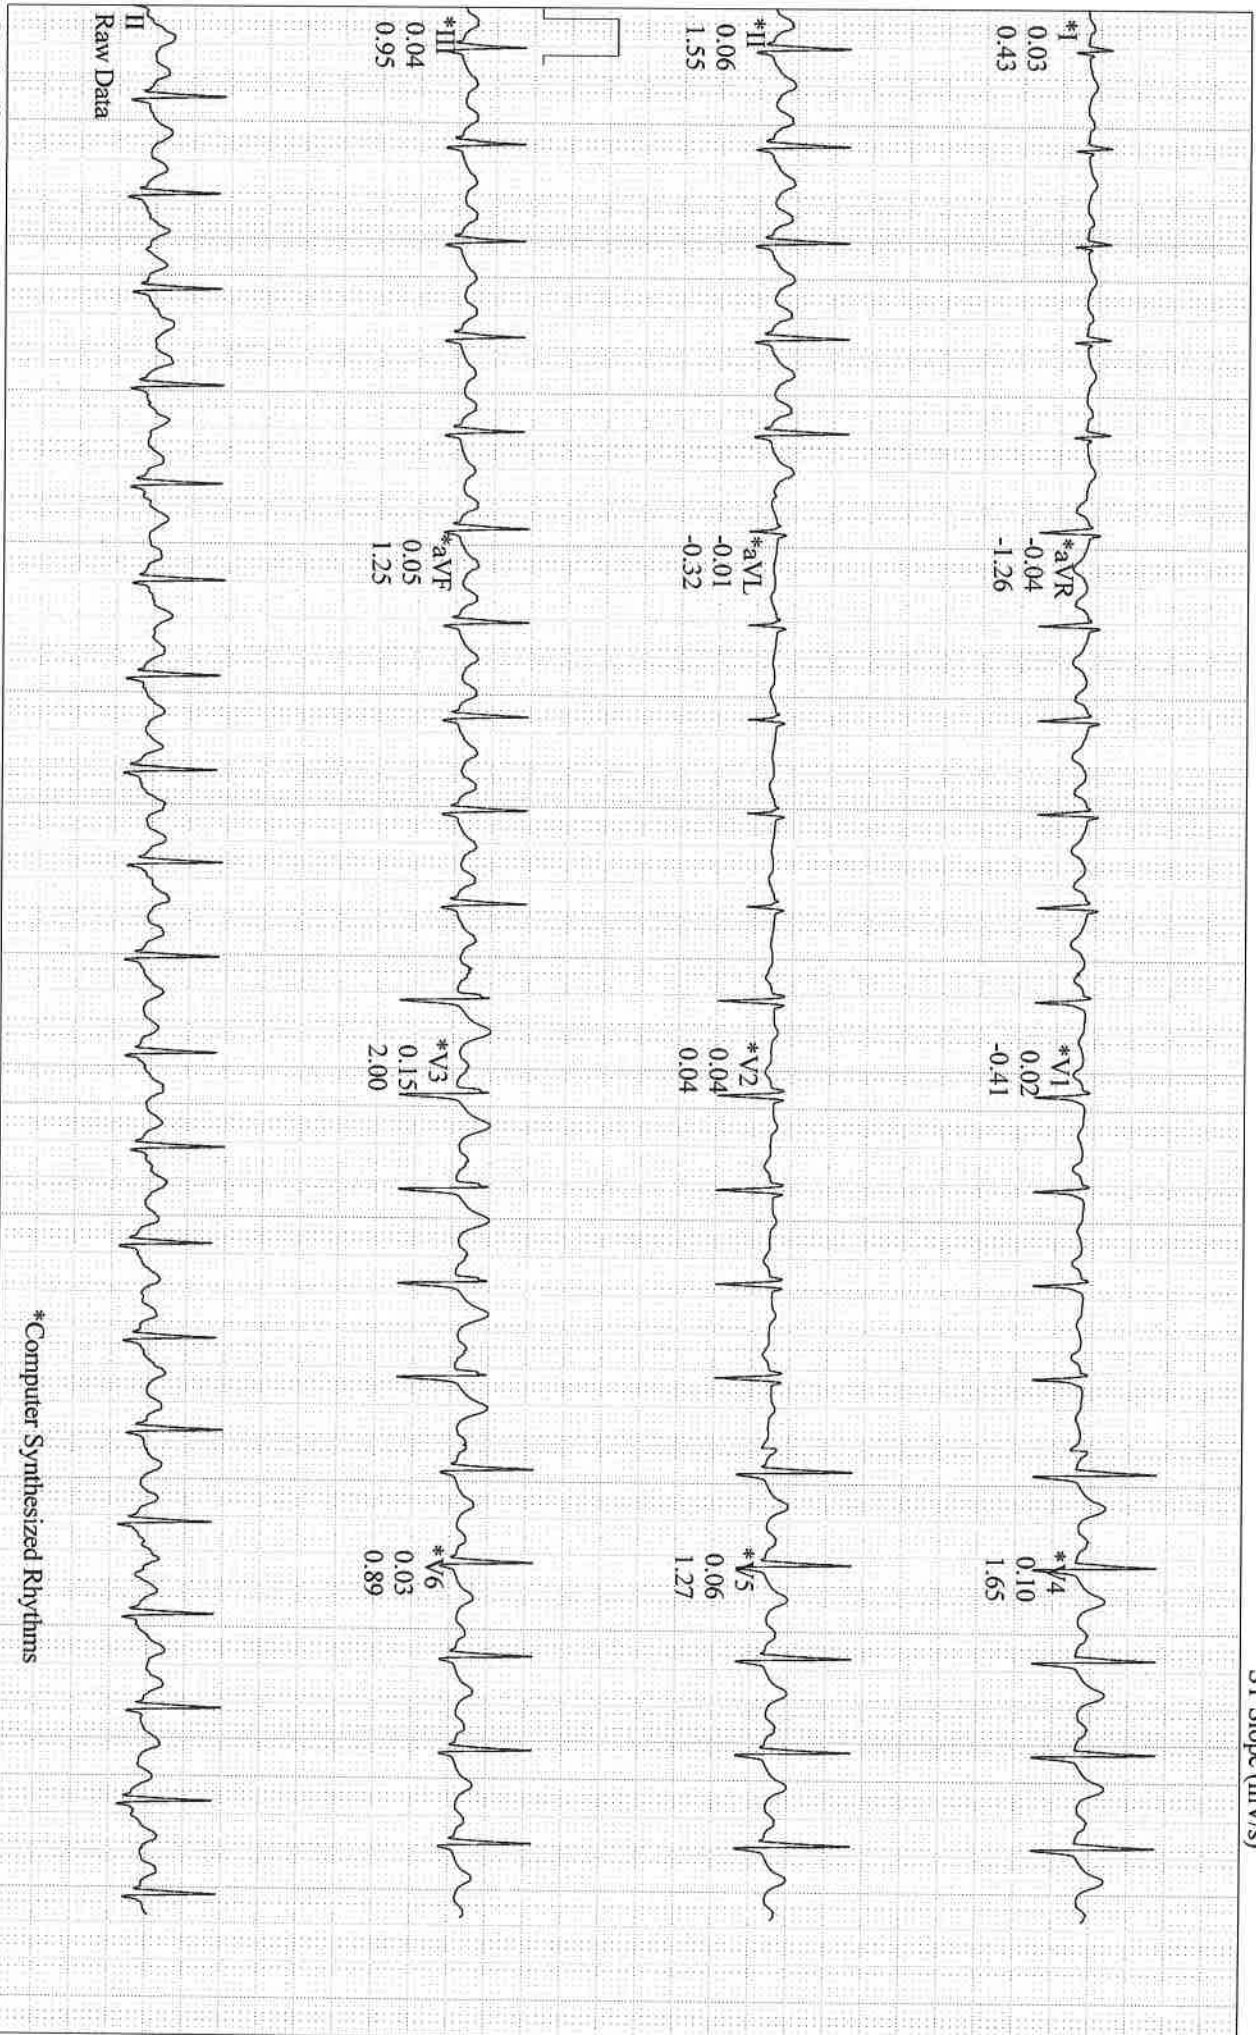 ST Slope (mV/s)
*I
0.03
0.43
*aVR
-0.04
-1.26
*V1
0.02
-0.41
*V4
0.10
1.65
*II
0.06
1.55
*aVL
-0.01
-0.32
*V2
0.04
0.04
*V5
0.06
1.27
*III
0.04
0.95
*aVF
0.05
1.25
*V3
0.15
2.00
*V6
0.03
0.89
II
Raw Data
*Computer Synthesized Rhythms